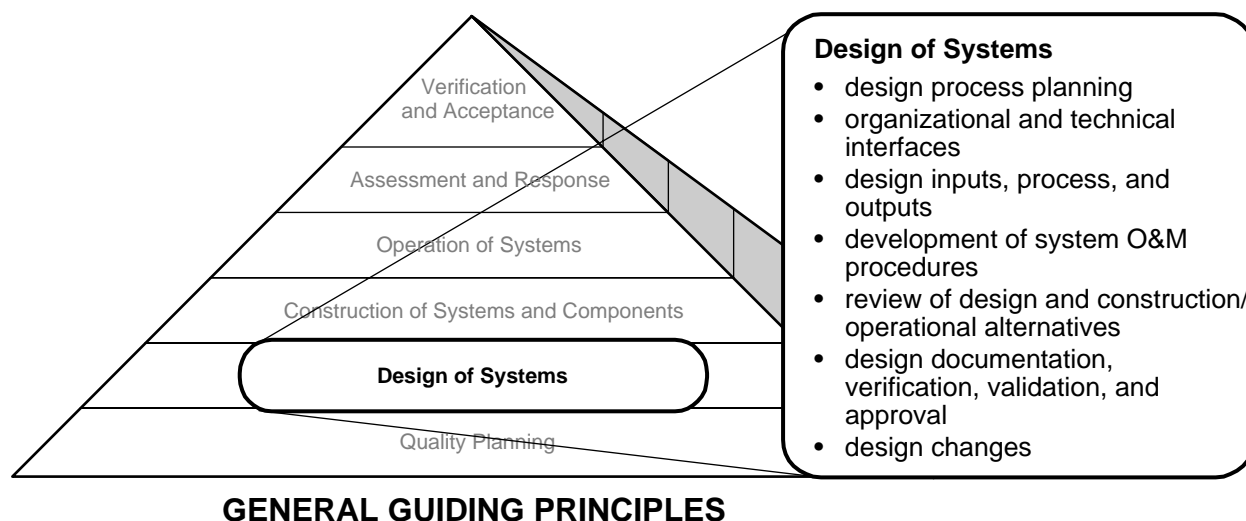 Verification
and Acceptance
Assessment and Response
Operation of Systems
Construction of Systems and Components
Design of Systems
Quality Planning
GENERAL GUIDING PRINCIPLES
Design of Systems
• design process planning
• organizational and technical
interfaces
• design inputs, process, and
outputs
• development of system O&M
procedures
• review of design and construction/
operational alternatives
• design documentation,
verification, validation, and
approval
• design changes